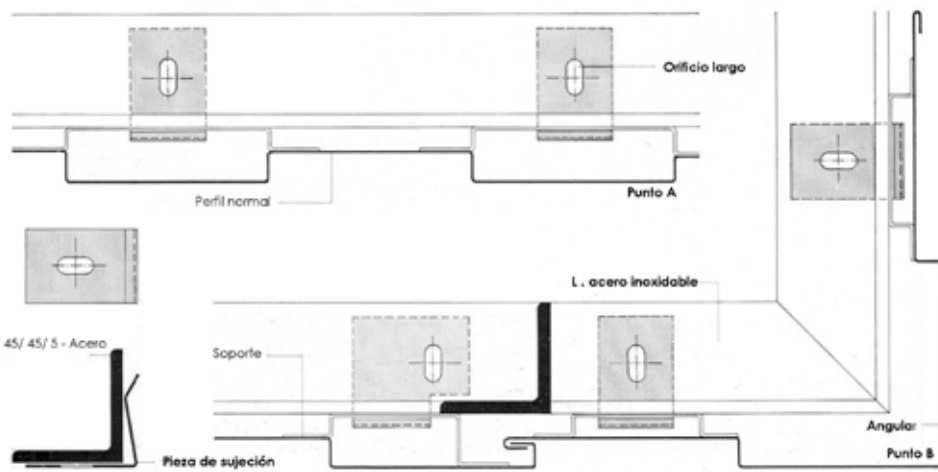 Orificio largo
Perfil normal
Punto A
L. acero inoxidable
45/ 45/ 5 - Acero
Soporte
Angular
Pieza de sujeción
Punto B